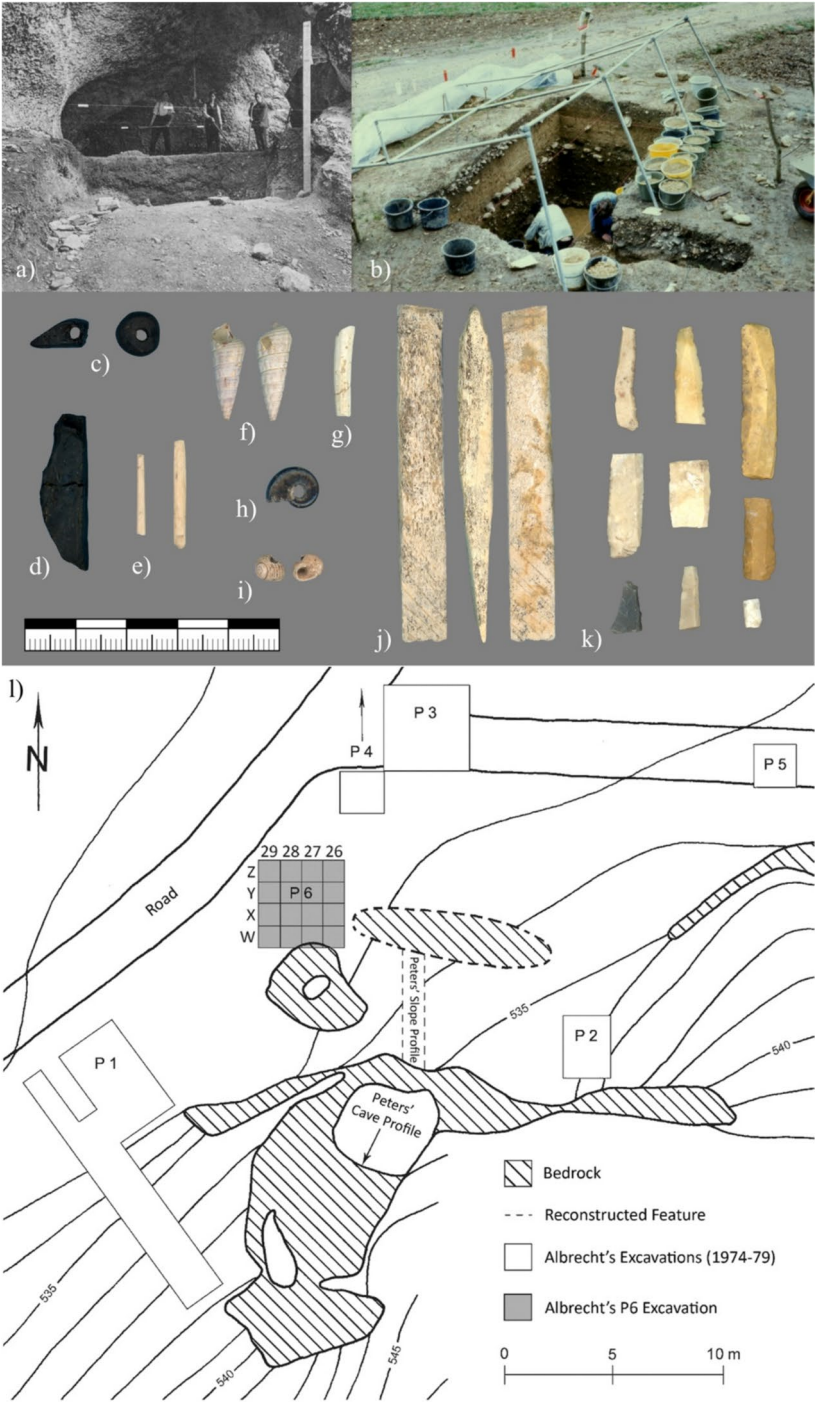 a)
b)
c)
d)
e)
f)
g)
h)
i)
j)
k)
l)
N
P 3
P 4
P 5
29 28 27 26
Z
Y
X
W
P 6
Road
Peters' Slope Profile
535
P 2
540
P 1
Peters'
Cave Profile
535
540
545
Bedrock
Reconstructed Feature
Albrecht's Excavations (1974-79)
Albrecht's P6 Excavation
0 5 10 m